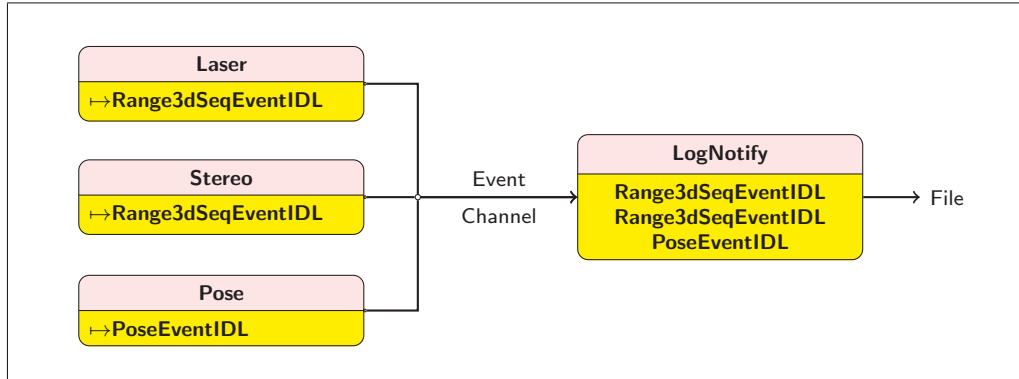 Laser
↦Range3dSeqEventIDL
Stereo
↦Range3dSeqEventIDL
Pose
↦PoseEventIDL
Event
Channel
LogNotify
Range3dSeqEventIDL
Range3dSeqEventIDL
PoseEventIDL
File